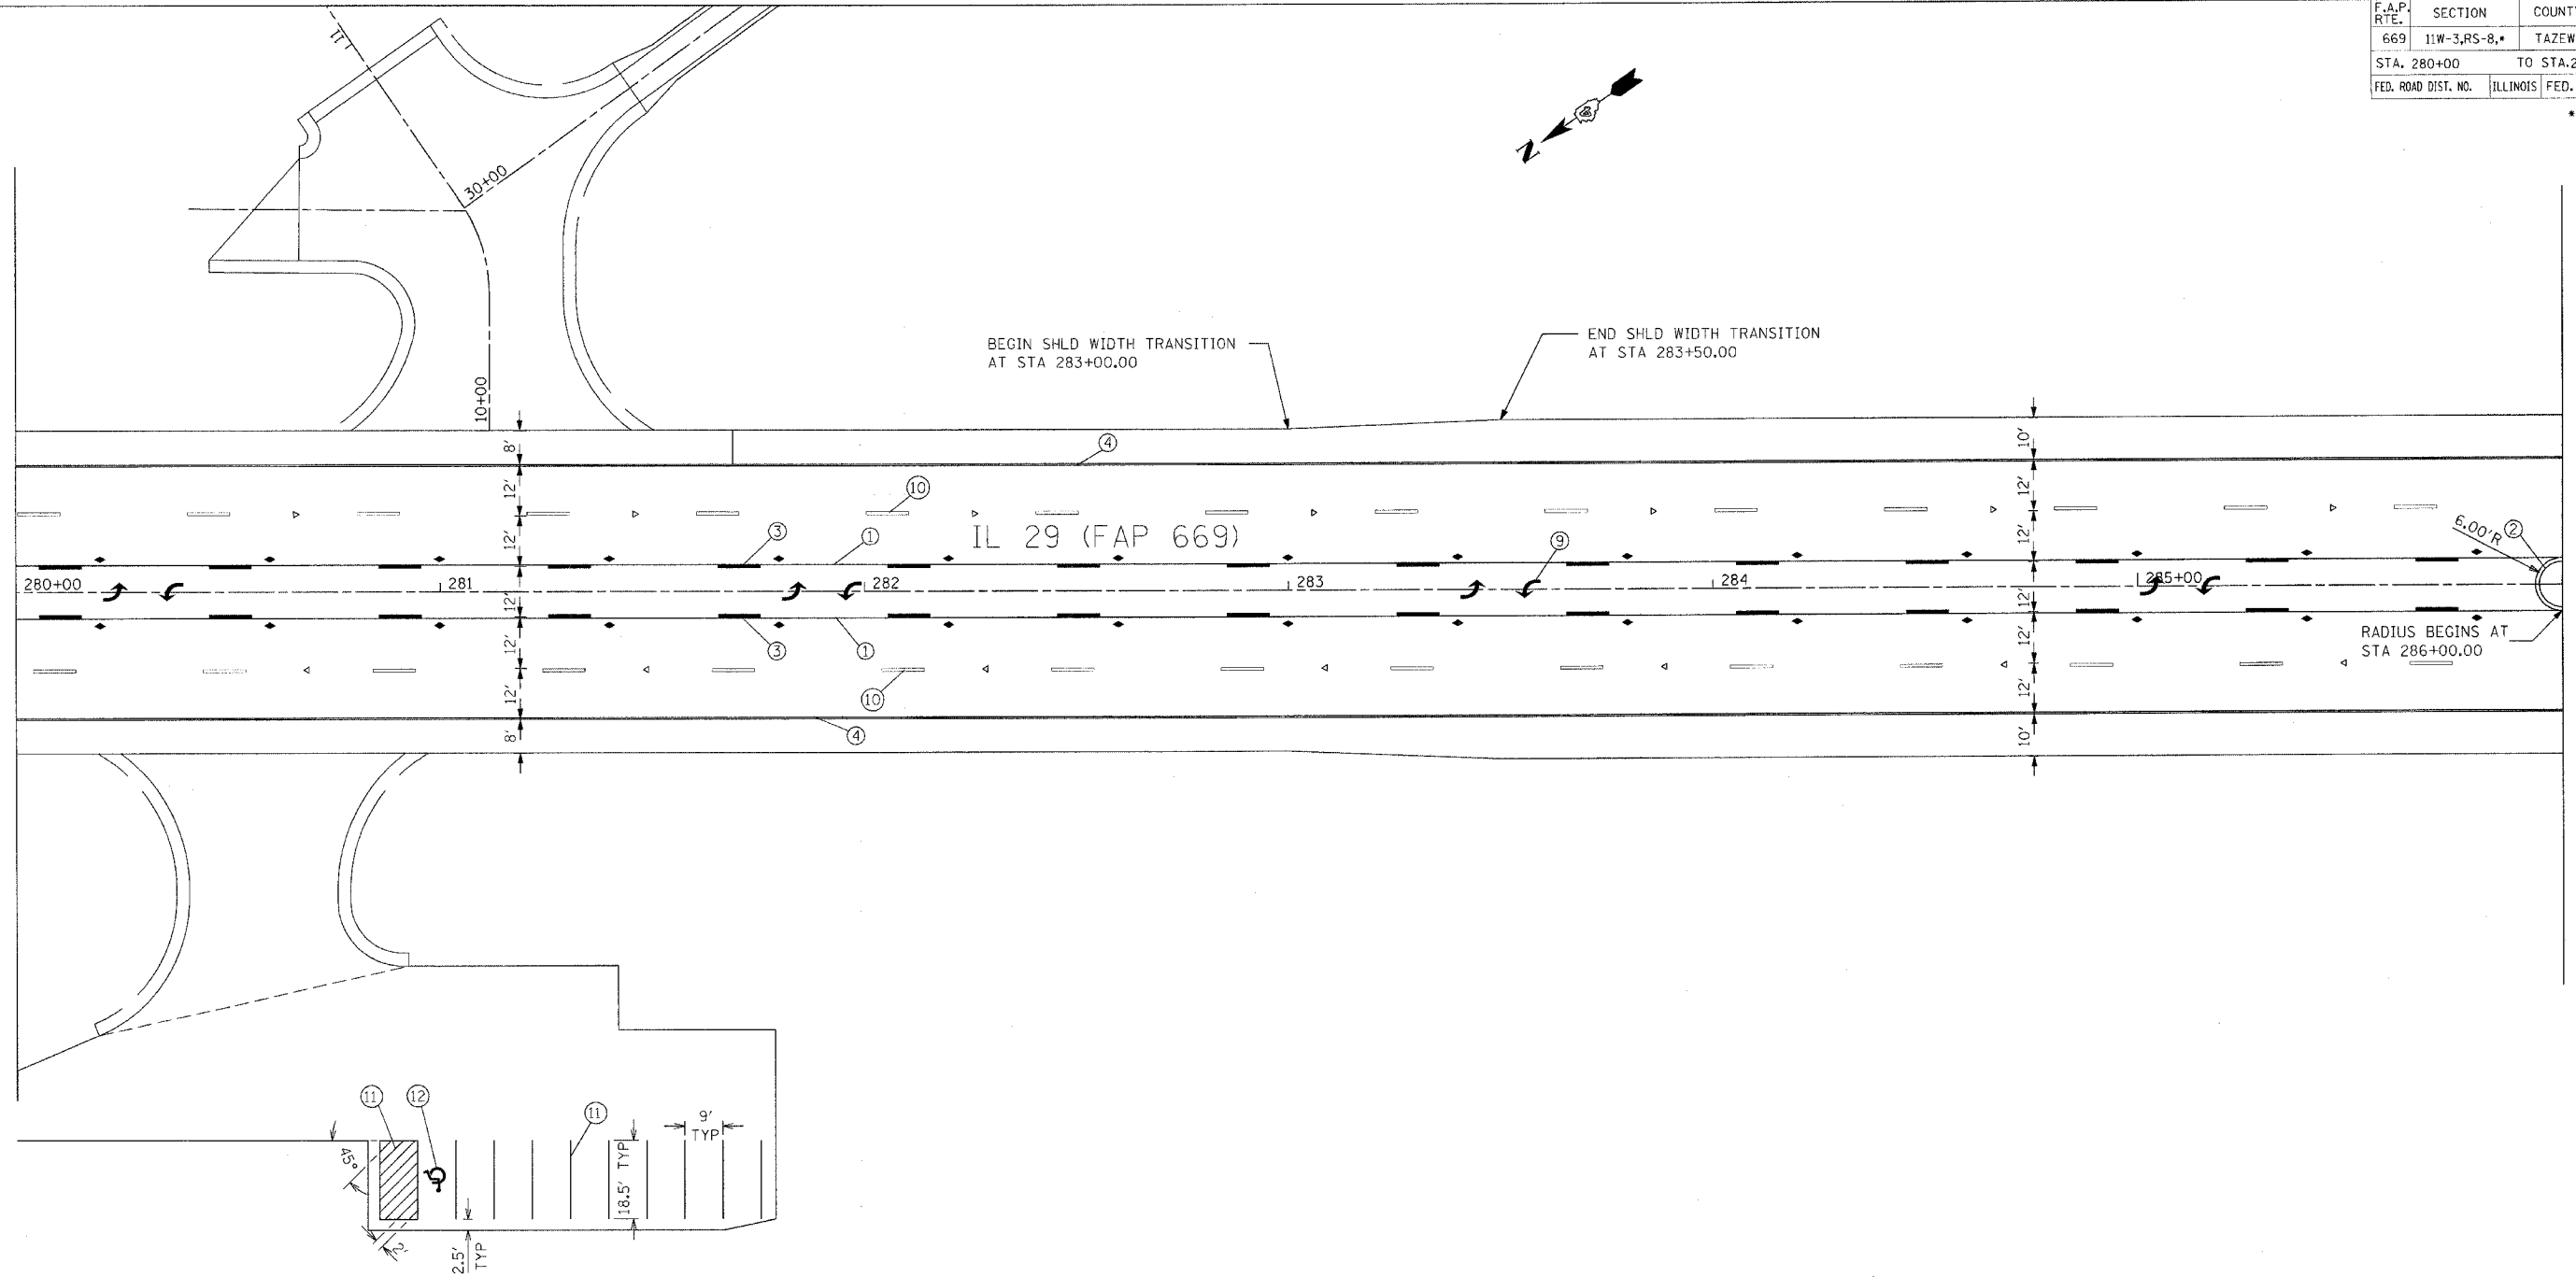 F.A.P. RTE. SECTION COUNT
669 11W-3,RS-8,* TAZEW
STA. 280+00 TO STA.2
FED. ROAD DIST. NO. ILLINOIS FED.
*
11
30+00
N
10+00
BEGIN SHLD WIDTH TRANSITION
AT STA 283+00.00
END SHLD WIDTH TRANSITION
AT STA 283+50.00
4
8'
10'
12'
12'
10
12'
12'
3
1
IL 29 (FAP 669)
9
6.00'R
2
280+00
281
282
283
284
285+00
12'
12'
3
1
12'
12'
RADIUS BEGINS AT
STA 286+00.00
10
12'
12'
4
8'
10'
11
12
11
9'
TYP
45°
18.5' TYP
2'
2.5'
TYP